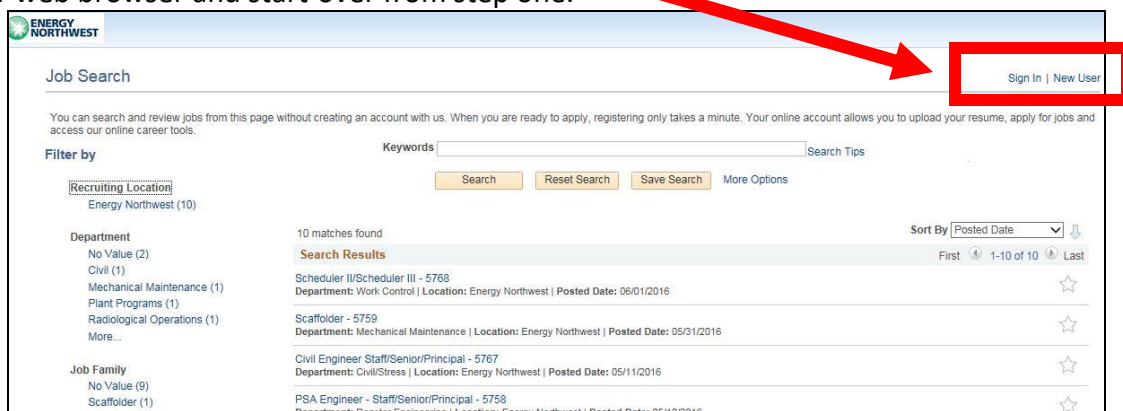 web browser and start over from step one.
ENERGY
NORTHWEST
Job Search
Sign In | New User
You can search and review jobs from this page without creating an account with us. When you are ready to apply, registering only takes a minute. Your online account allows you to upload your resume, apply for jobs and
access our online career tools.
Filter by
Keywords
Search Tips
Search
Reset Search
Save Search
More Options
Recruiting Location
Energy Northwest (10)
Department
No Value (2)
Civil (1)
Mechanical Maintenance (1)
Plant Programs (1)
Radiological Operations (1)
More...
Job Family
No Value (9)
Scaffolder (1)
10 matches found
Sort By Posted Date
Search Results
First 1-10 of 10 Last
Scheduler II/Scheduler III - 5768
Department: Work Control | Location: Energy Northwest | Posted Date: 06/01/2016
Scaffolder - 5759
Department: Mechanical Maintenance | Location: Energy Northwest | Posted Date: 05/31/2016
Civil Engineer Staff/Senior/Principal - 5767
Department: Civil/Stress | Location: Energy Northwest | Posted Date: 05/11/2016
PSA Engineer - Staff/Senior/Principal - 5758